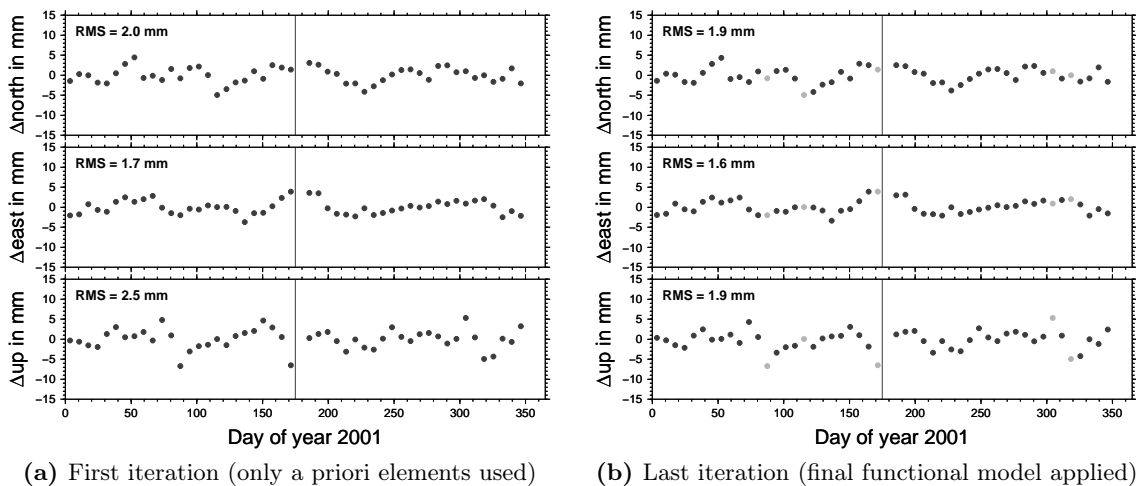 RMS = 2.0 mm
Δnorth in mm
15
10
5
0
−5
−10
−15
RMS = 1.7 mm
Δeast in mm
15
10
5
0
−5
−10
−15
RMS = 2.5 mm
Δup in mm
15
10
5
0
−5
−10
−15
0 50 100 150 200 250 300 350
Day of year 2001
(a) First iteration (only a priori elements used)
RMS = 1.9 mm
Δnorth in mm
15
10
5
0
−5
−10
−15
RMS = 1.6 mm
Δeast in mm
15
10
5
0
−5
−10
−15
RMS = 1.9 mm
Δup in mm
15
10
5
0
−5
−10
−15
0 50 100 150 200 250 300 350
Day of year 2001
(b) Last iteration (final functional model applied)